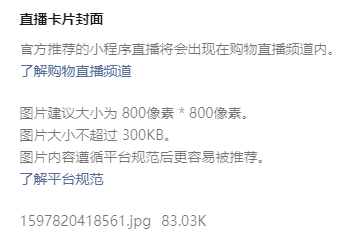 直播卡片封面
官方推荐的小程序直播将会出现在购物直播频道内。
了解购物直播频道
图片建议大小为 800像素 * 800像素。
图片大小不超过 300KB。
图片内容遵循平台规范后更容易被推荐。
了解平台规范
1597820418561.jpg 83.03K